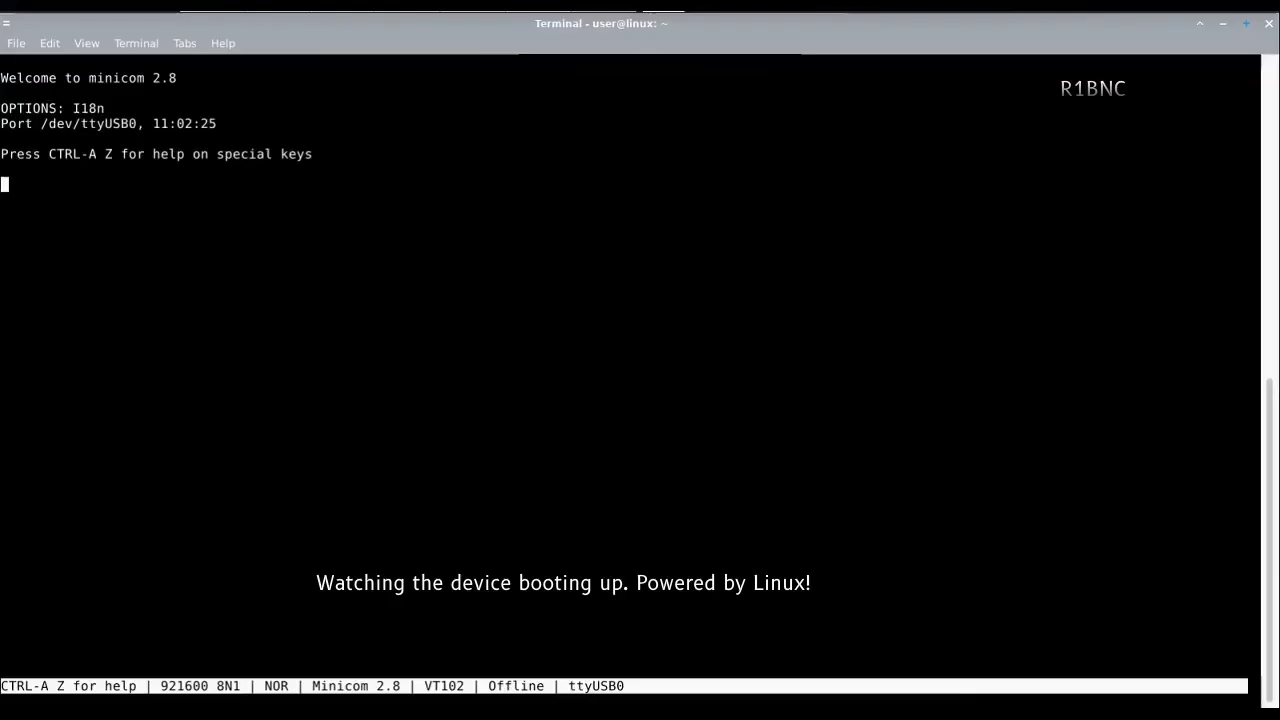 Terminal - user@linux: ~
File Edit View Terminal Tabs Help
Welcome to minicom 2.8
R1BNC
OPTIONS: I18n
Port /dev/ttyUSB0, 11:02:25
Press CTRL-A Z for help on special keys
Watching the device booting up. Powered by Linux!
CTRL-A Z for help | 921600 8N1 | NOR | Minicom 2.8 | VT102 | Offline | ttyUSB0